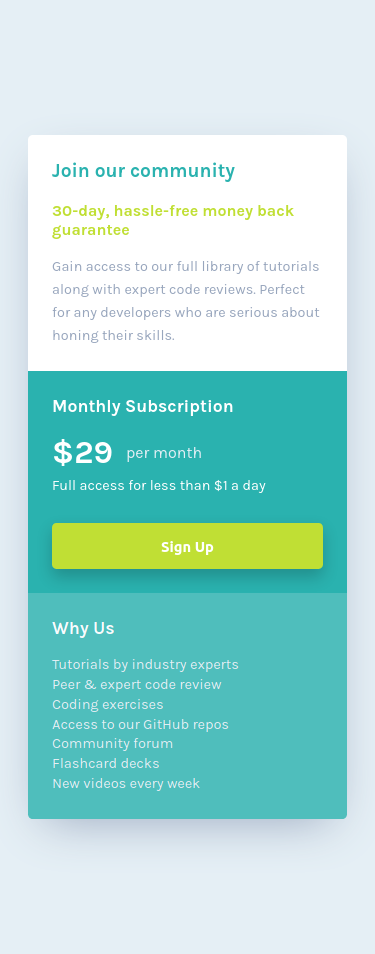 Join our community
30-day, hassle-free money back
guarantee
Gain access to our full library of tutorials
along with expert code reviews. Perfect
for any developers who are serious about
honing their skills.
Monthly Subscription
$29 per month
Full access for less than $1 a day
Sign Up
Why Us
Tutorials by industry experts
Peer & expert code review
Coding exercises
Access to our GitHub repos
Community forum
Flashcard decks
New videos every week